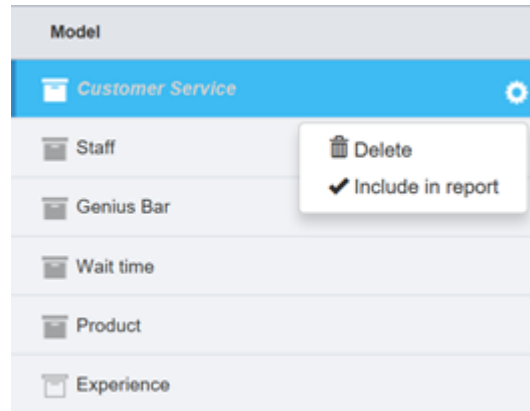 Model
Customer Service
Staff
Delete
Include in report
Genius Bar
Wait time
Product
Experience